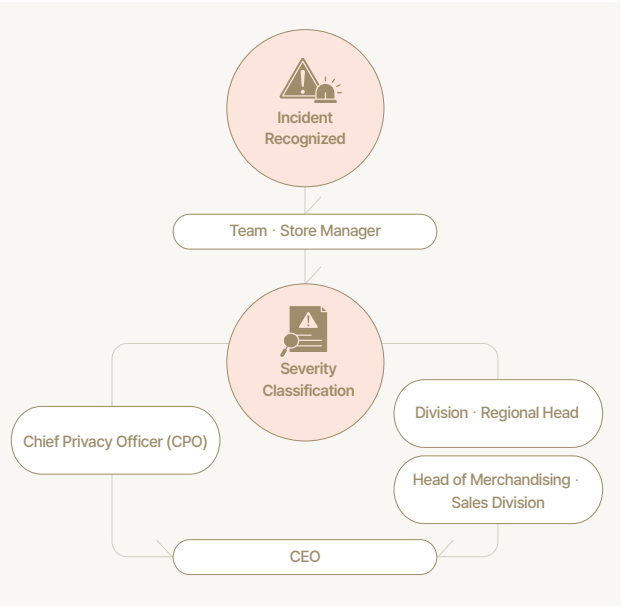 Incident
Recognized
Team · Store Manager
Severity
Classification
Chief Privacy Officer (CPO)
Division · Regional Head
Head of Merchandising ·
Sales Division
CEO